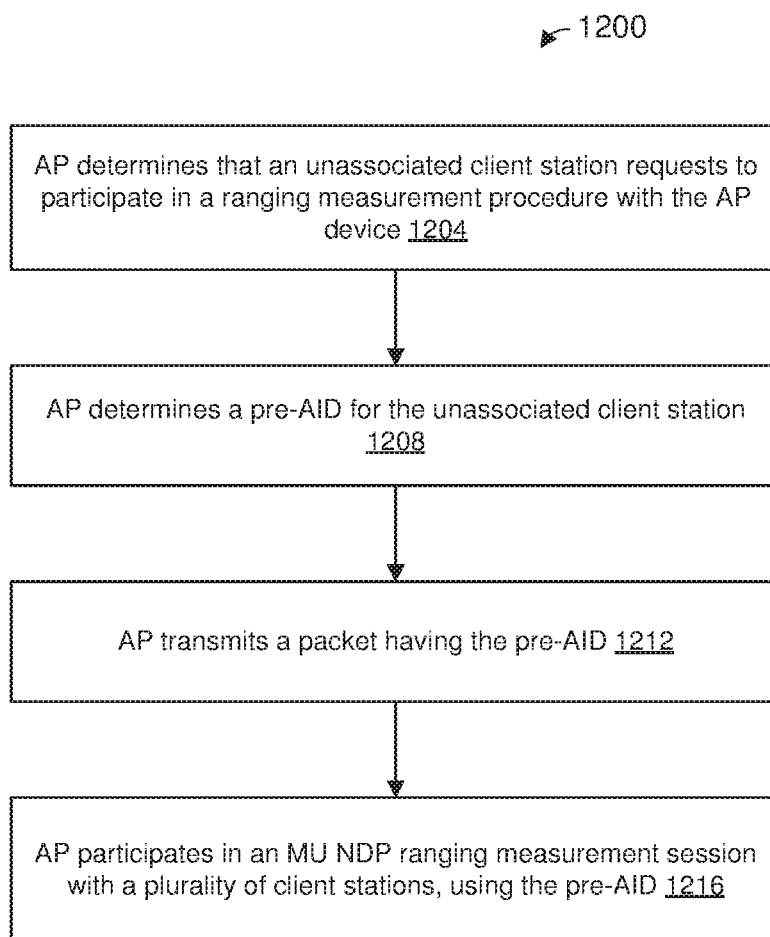 1200
AP determines that an unassociated client station requests to
participate in a ranging measurement procedure with the AP
device 1204
AP determines a pre-AID for the unassociated client station
1208
AP transmits a packet having the pre-AID 1212
AP participates in an MU NDP ranging measurement session
with a plurality of client stations, using the pre-AID 1216